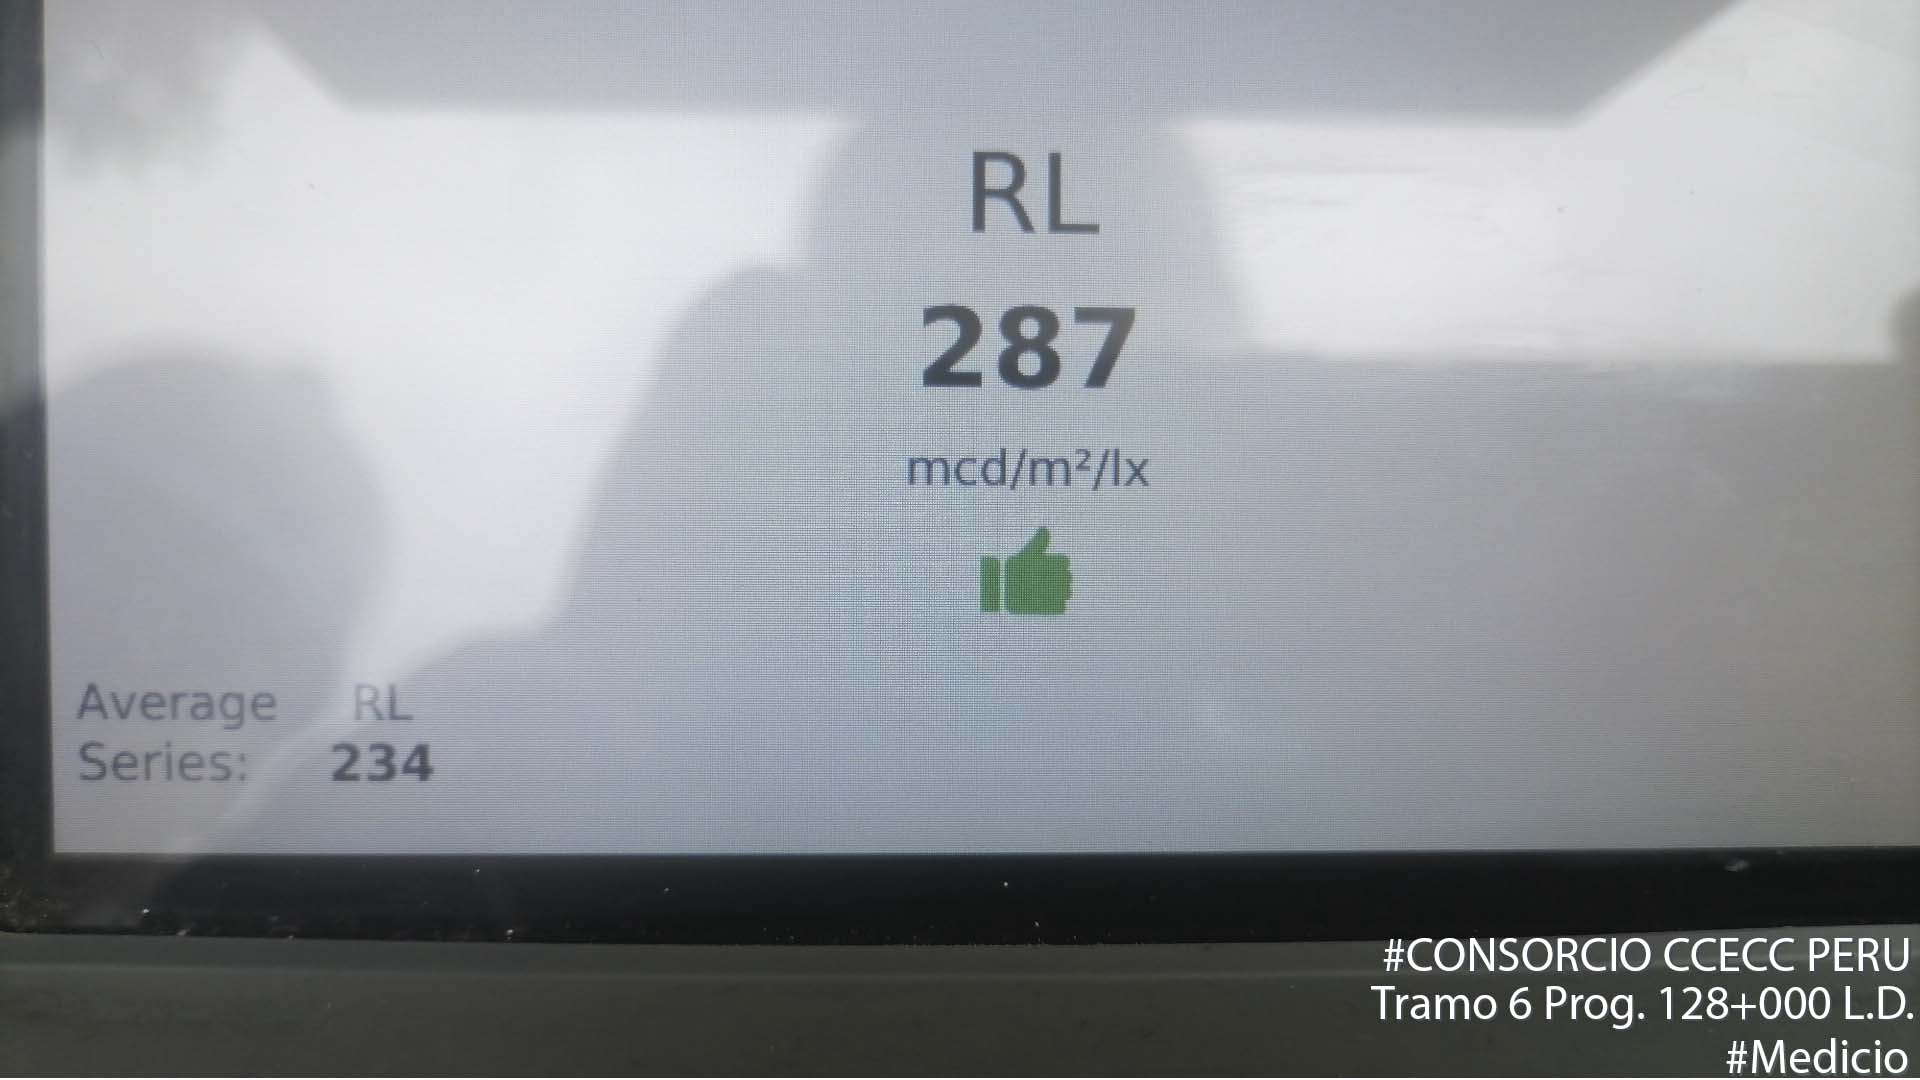 RL
287
mcd/m²/lx
Average RL
Series: 234
#CONSORCIO CCECC PERU
Tramo 6 Prog. 128+000 L.D.
#Medicio